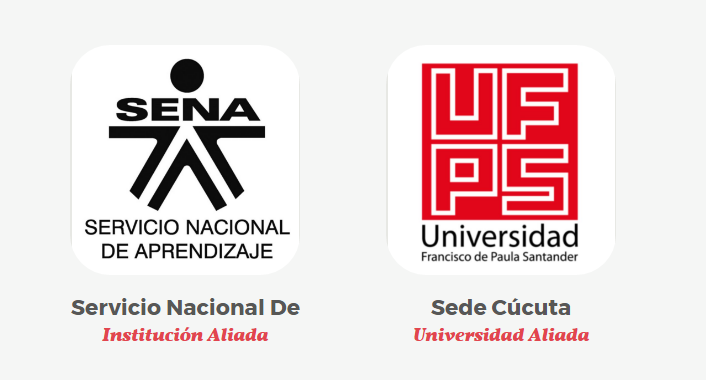 SENA
SERVICIO NACIONAL
DE APRENDIZAJE
Servicio Nacional De
Institución Aliada
UFPS
Universidad
Francisco de Paula Santander
Sede Cúcuta
Universidad Aliada